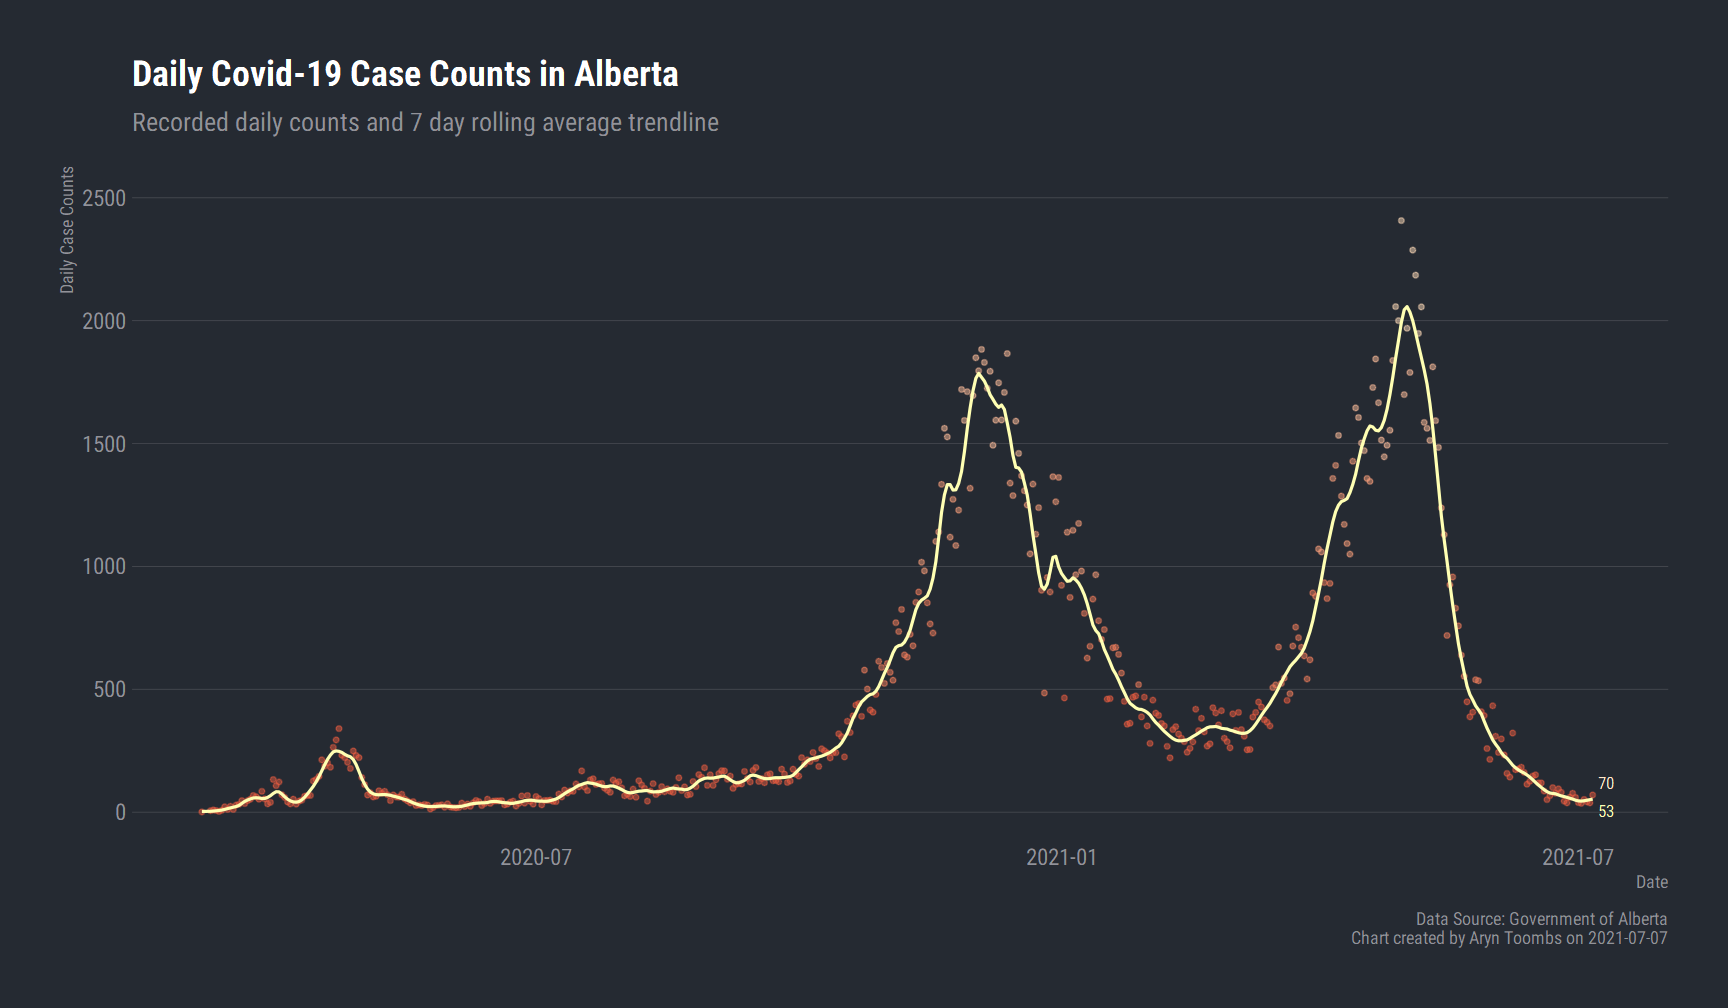 Daily Covid-19 Case Counts in Alberta
Recorded daily counts and 7 day rolling average trendline
Daily Case Counts
2500
2000
1500
1000
500
0
70
53
2020-07
2021-01
2021-07
Date
Data Source: Government of Alberta
Chart created by Aryn Toombs on 2021-07-07